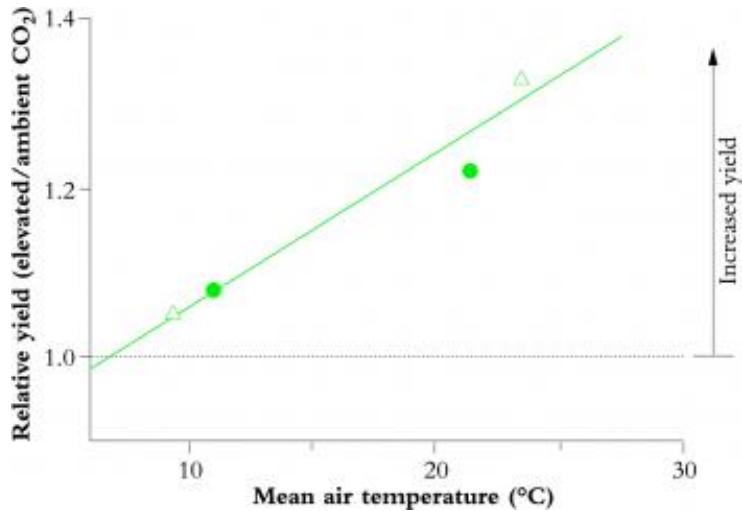 Relative yield (elevated/ambient CO₂)
1.4
1.2
1.0
10
20
30
Mean air temperature (°C)
Increased yield